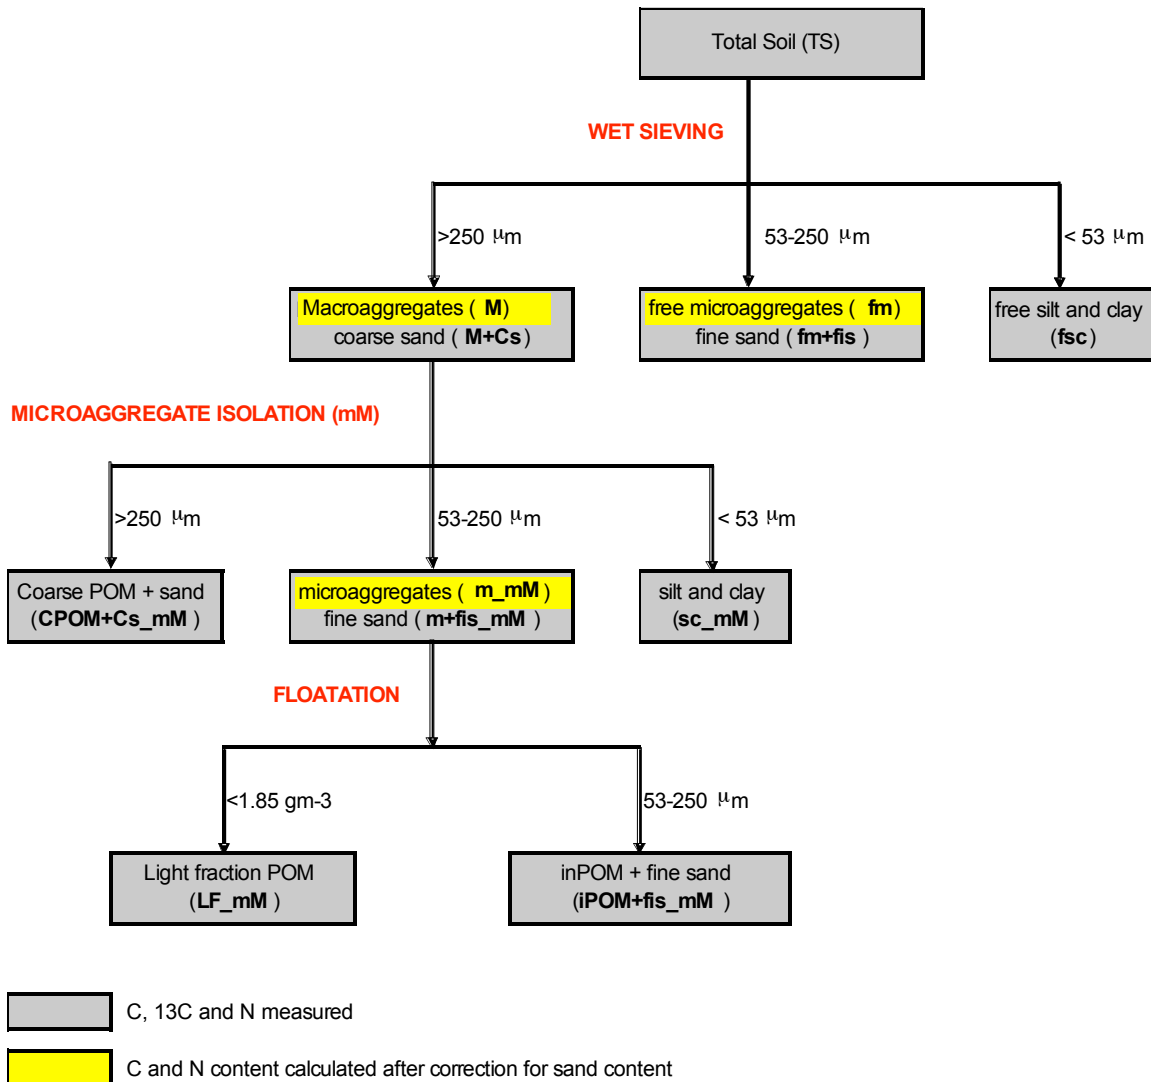 Total Soil (TS)
WET SIEVING
>250 μm
53-250 μm
< 53 μm
Macroaggregates ( M)
coarse sand ( M+Cs)
free microaggregates ( fm)
fine sand ( fm+fis )
free silt and clay
(fsc)
MICROAGGREGATE ISOLATION (mM)
>250 μm
53-250 μm
< 53 μm
Coarse POM + sand
(CPOM+Cs_mM )
microaggregates ( m_mM)
fine sand ( m+fis_mM )
silt and clay
(sc_mM )
FLOATATION
<1.85 gm-3
53-250 μm
Light fraction POM
(LF_mM )
inPOM + fine sand
(iPOM+fis_mM )
C, 13C and N measured
C and N content calculated after correction for sand content